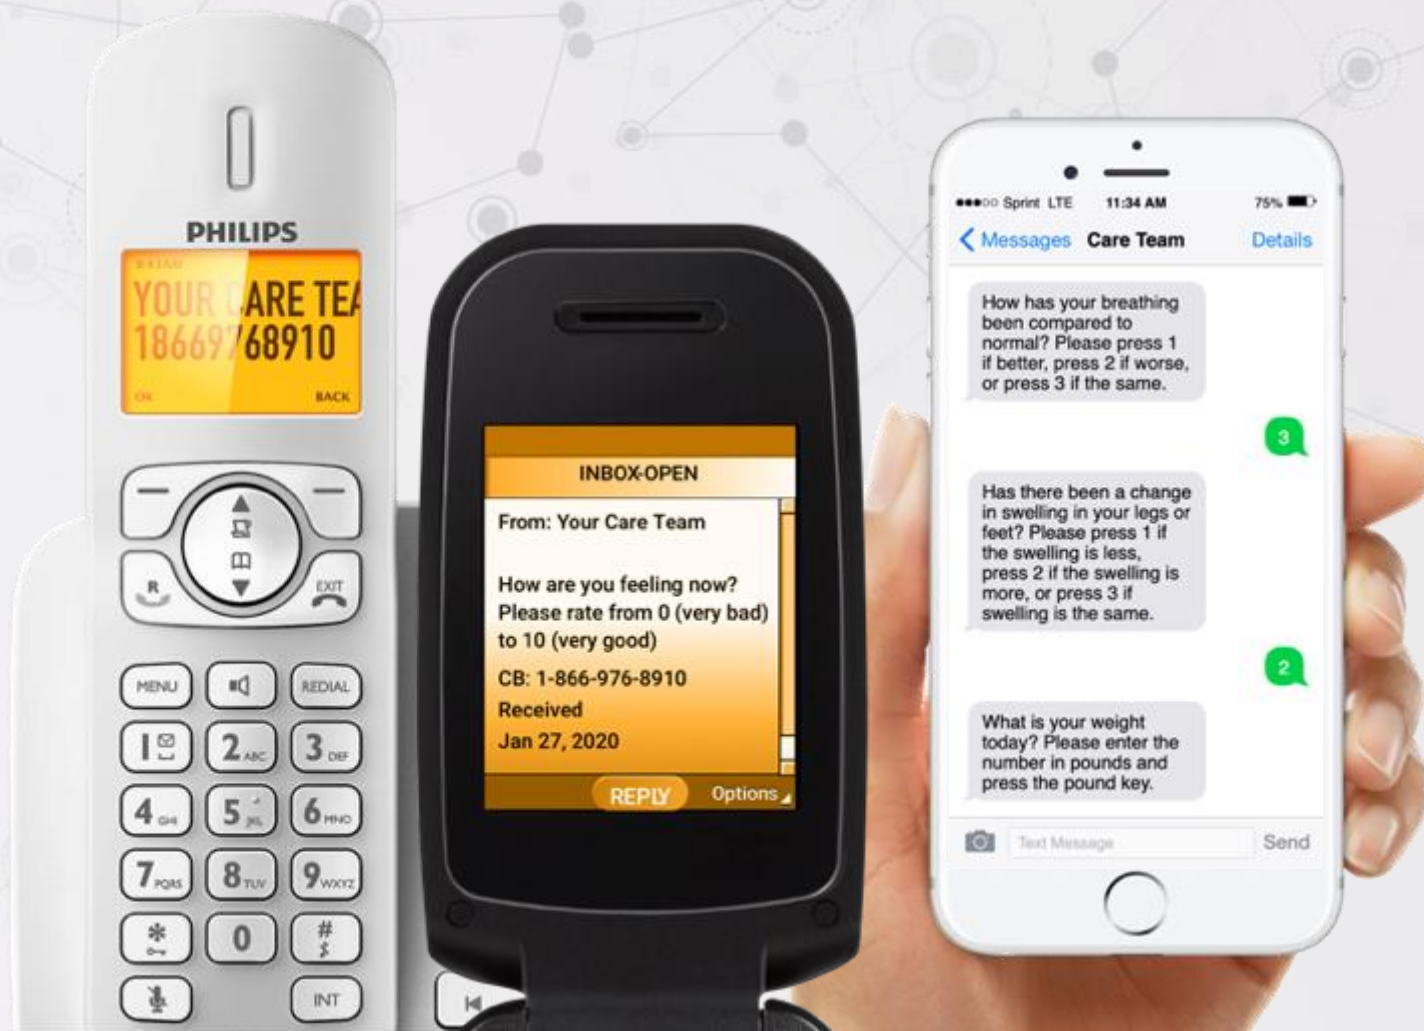 PHILIPS
9:41AM
YOUR CARE TEA
18669768910
OK
BACK
R
EXIT
MENU
REDIAL
1
2 ABC
3 DEF
4 GHI
5 JKL
6 MNO
7 PQRS
8 TUV
9 WXYZ
*
0
#
INT
INBOX-OPEN
From: Your Care Team
How are you feeling now?
Please rate from 0 (very bad)
to 10 (very good)
CB: 1-866-976-8910
Received
Jan 27, 2020
REPLY
Options
Sprint LTE
11:34 AM
75%
Messages
Care Team
Details
How has your breathing
been compared to
normal? Please press 1
if better, press 2 if worse,
or press 3 if the same.
3
Has there been a change
in swelling in your legs or
feet? Please press 1 if
the swelling is less,
press 2 if the swelling is
more, or press 3 if
swelling is the same.
2
What is your weight
today? Please enter the
number in pounds and
press the pound key.
Text Message
Send